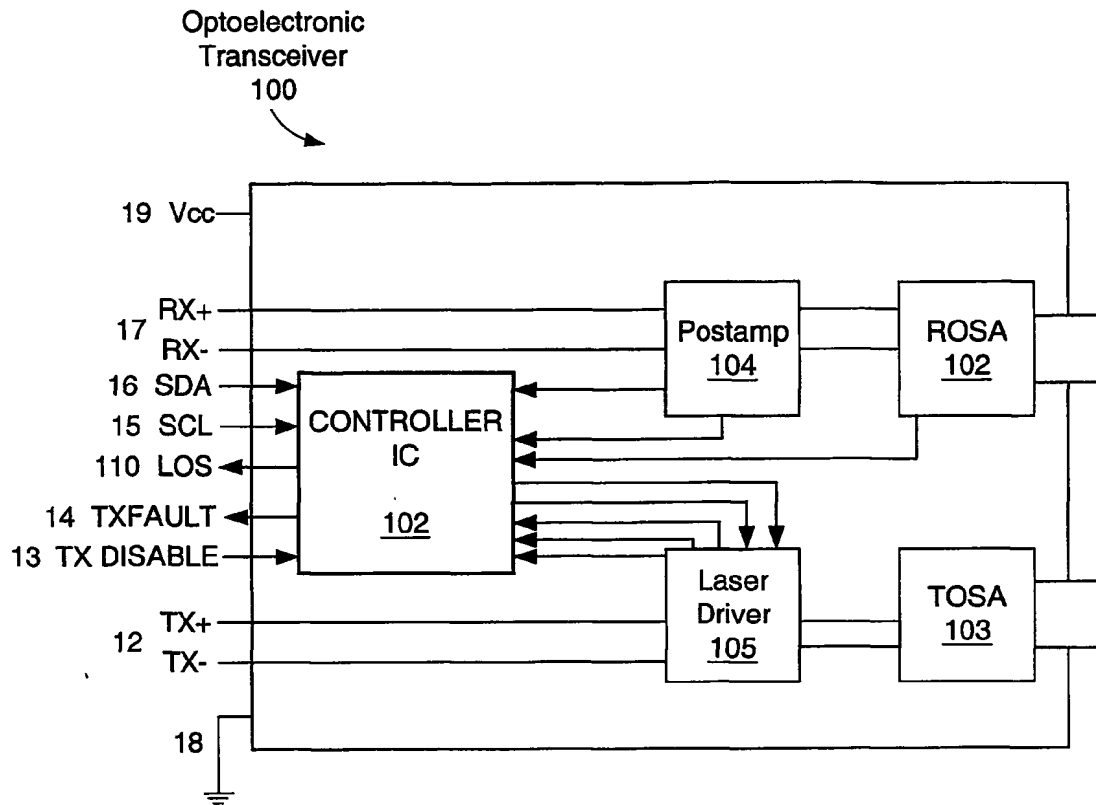 Optoelectronic
Transceiver
100
19 Vcc
RX+
17
RX-
16 SDA
15 SCL
110 LOS
14 TXFAULT
13 TX DISABLE
TX+
12
TX-
18
CONTROLLER
IC
102
Postamp
104
ROSA
102
Laser
Driver
105
TOSA
103